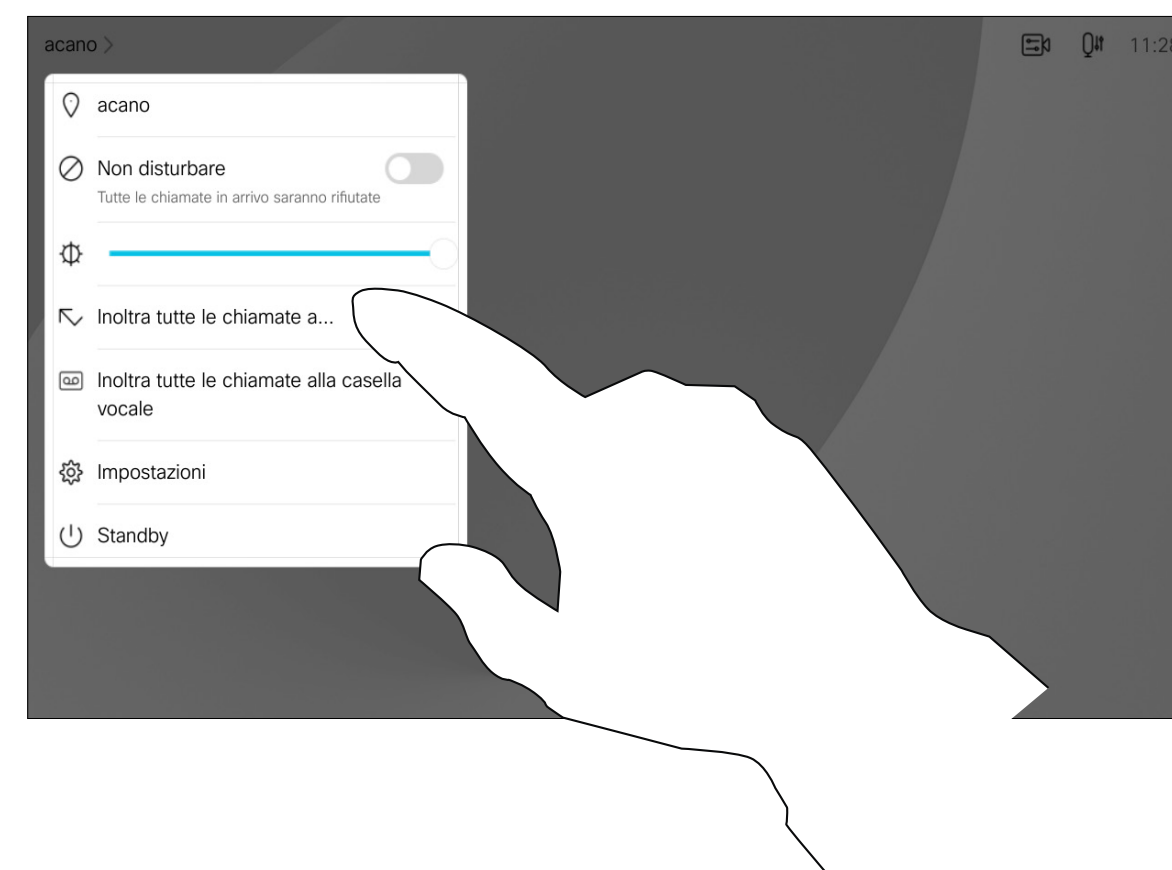 acano
11:28
acano
Non disturbare
Tutte le chiamate in arrivo saranno rifiutate
Inoltra tutte le chiamate a...
Inoltra tutte le chiamate alla casella
vocale
Impostazioni
Standby